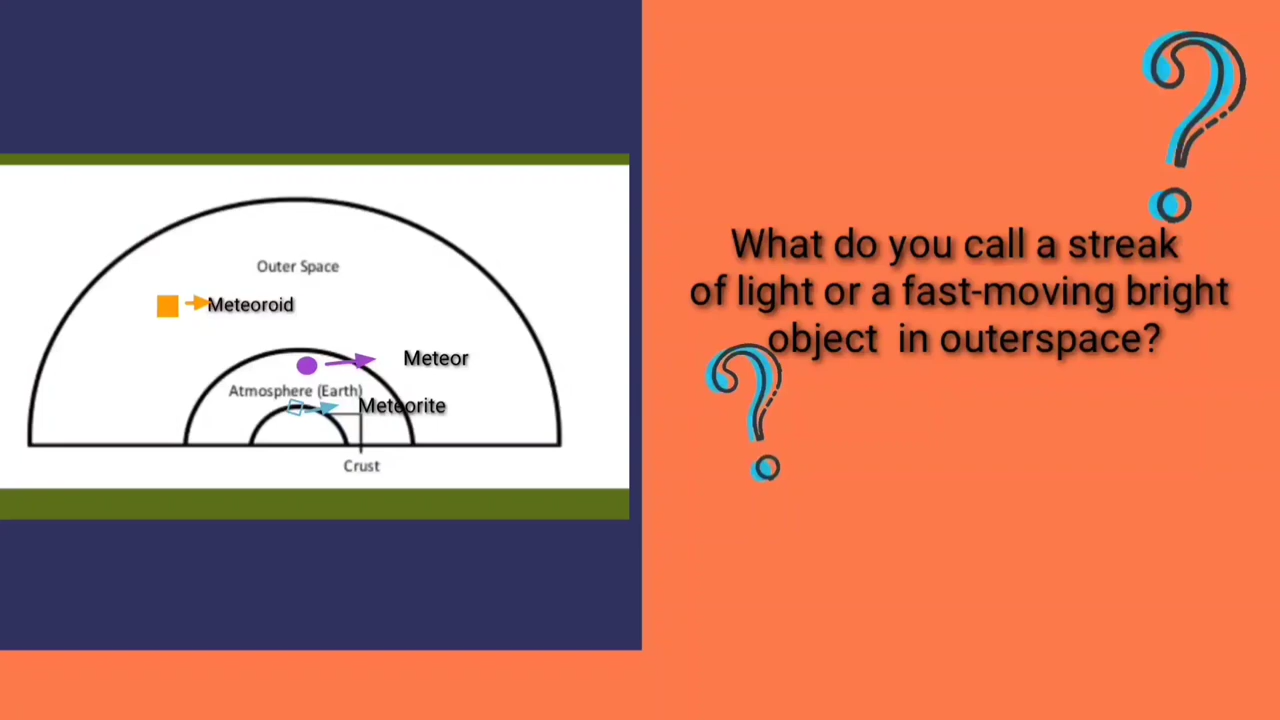 Outer Space
Meteoroid
Meteor
Atmosphere (Earth)
Meteorite
Crust
What do you call a streak
of light or a fast-moving bright
object in outerspace?